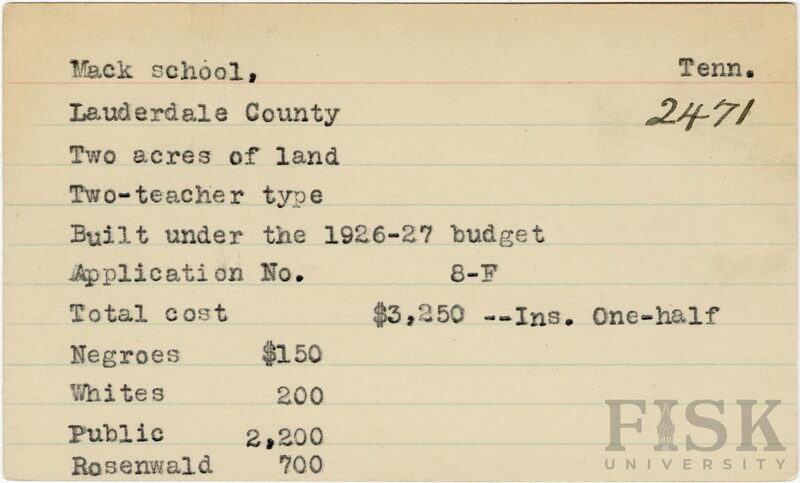 Mack school, Tenn.
Lauderdale County 2471
Two acres of land
Two-teacher type
Built under the 1926-27 budget
Application No. 8-F
Total cost $3,250 --Ins. One-half
Negroes $150
Whites 200
Public 2,200
Rosenwald 700
FISK
UNIVERSITY